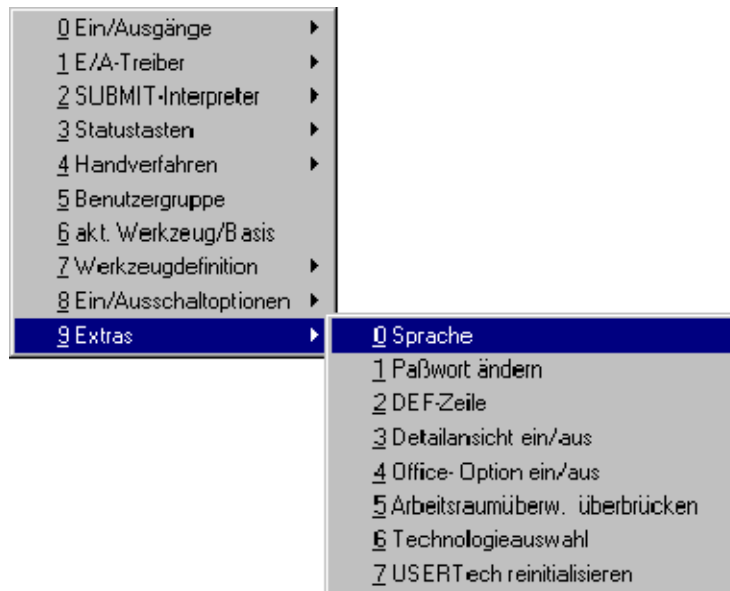 0 Ein/Ausgänge
1 E/A-Treiber
2 SUBMIT-Interpreter
3 Statustasten
4 Handverfahren
5 Benutzergruppe
6 akt. Werkzeug/Basis
7 Werkzeugdefinition
8 Ein/Ausschaltoptionen
9 Extras
0 Sprache
1 Paßwort ändern
2 DEF-Zeile
3 Detailansicht ein/aus
4 Office- Option ein/aus
5 Arbeitsraumüberw. überbrücken
6 Technologieauswahl
7 USERTech reinitialisieren